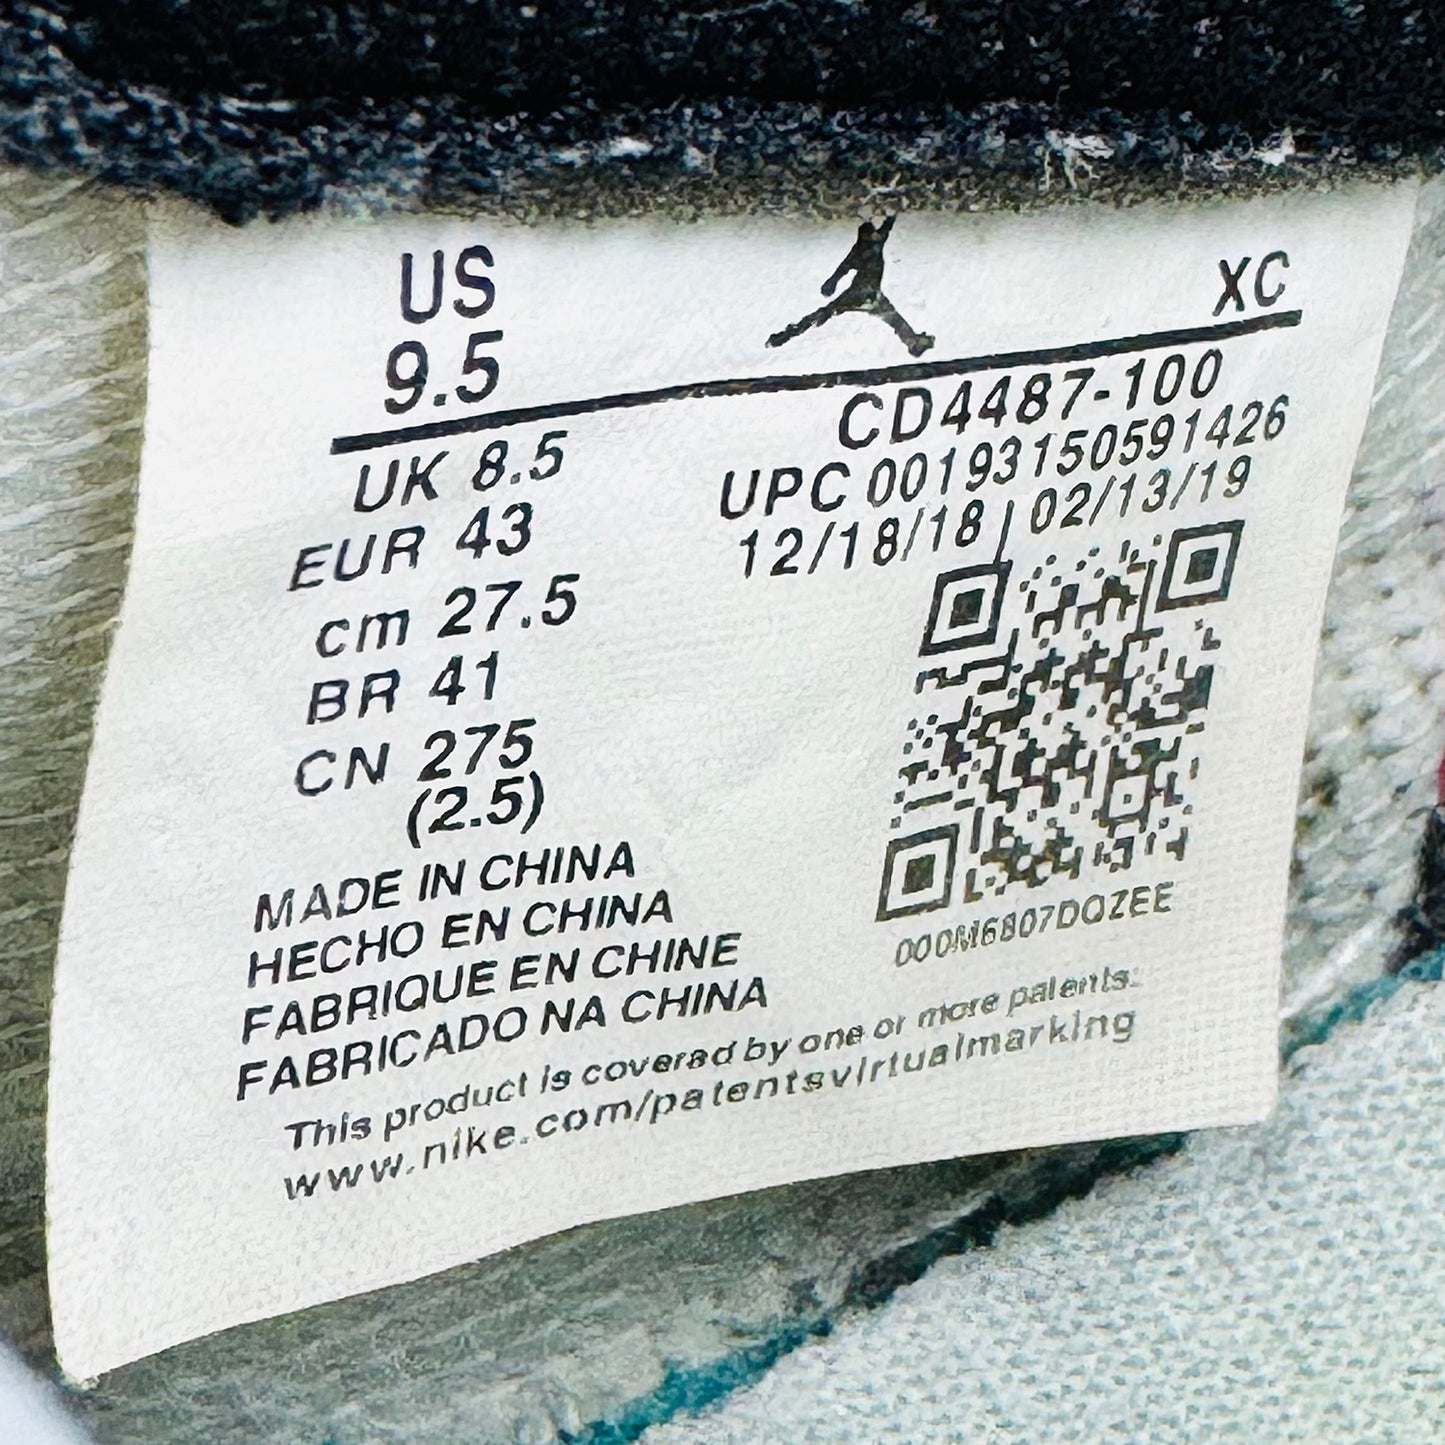 US
9.5
XC
UK 8.5
EUR 43
cm 27.5
BR 41
CN 275
(2.5)
CD4487-100
UPC 00193150591426
12/18/18 | 02/13/19
000M6807DQZEE
MADE IN CHINA
HECHO EN CHINA
FABRIQUE EN CHINE
FABRICADO NA CHINA
This product is covered by one or more patents:
www.nike.com/patentsvirtualmarking